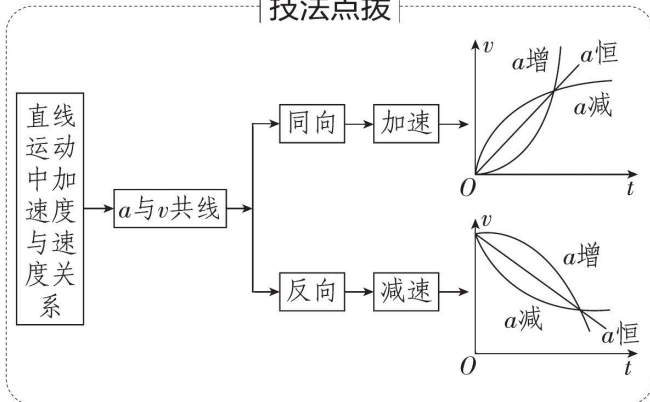 技法点拨
直线
运动
中加
速度
与速
度关
系
a与v共线
同向
加速
v
a增
a恒
a减
O
t
反向
减速
v
a增
a减
a恒
O
t